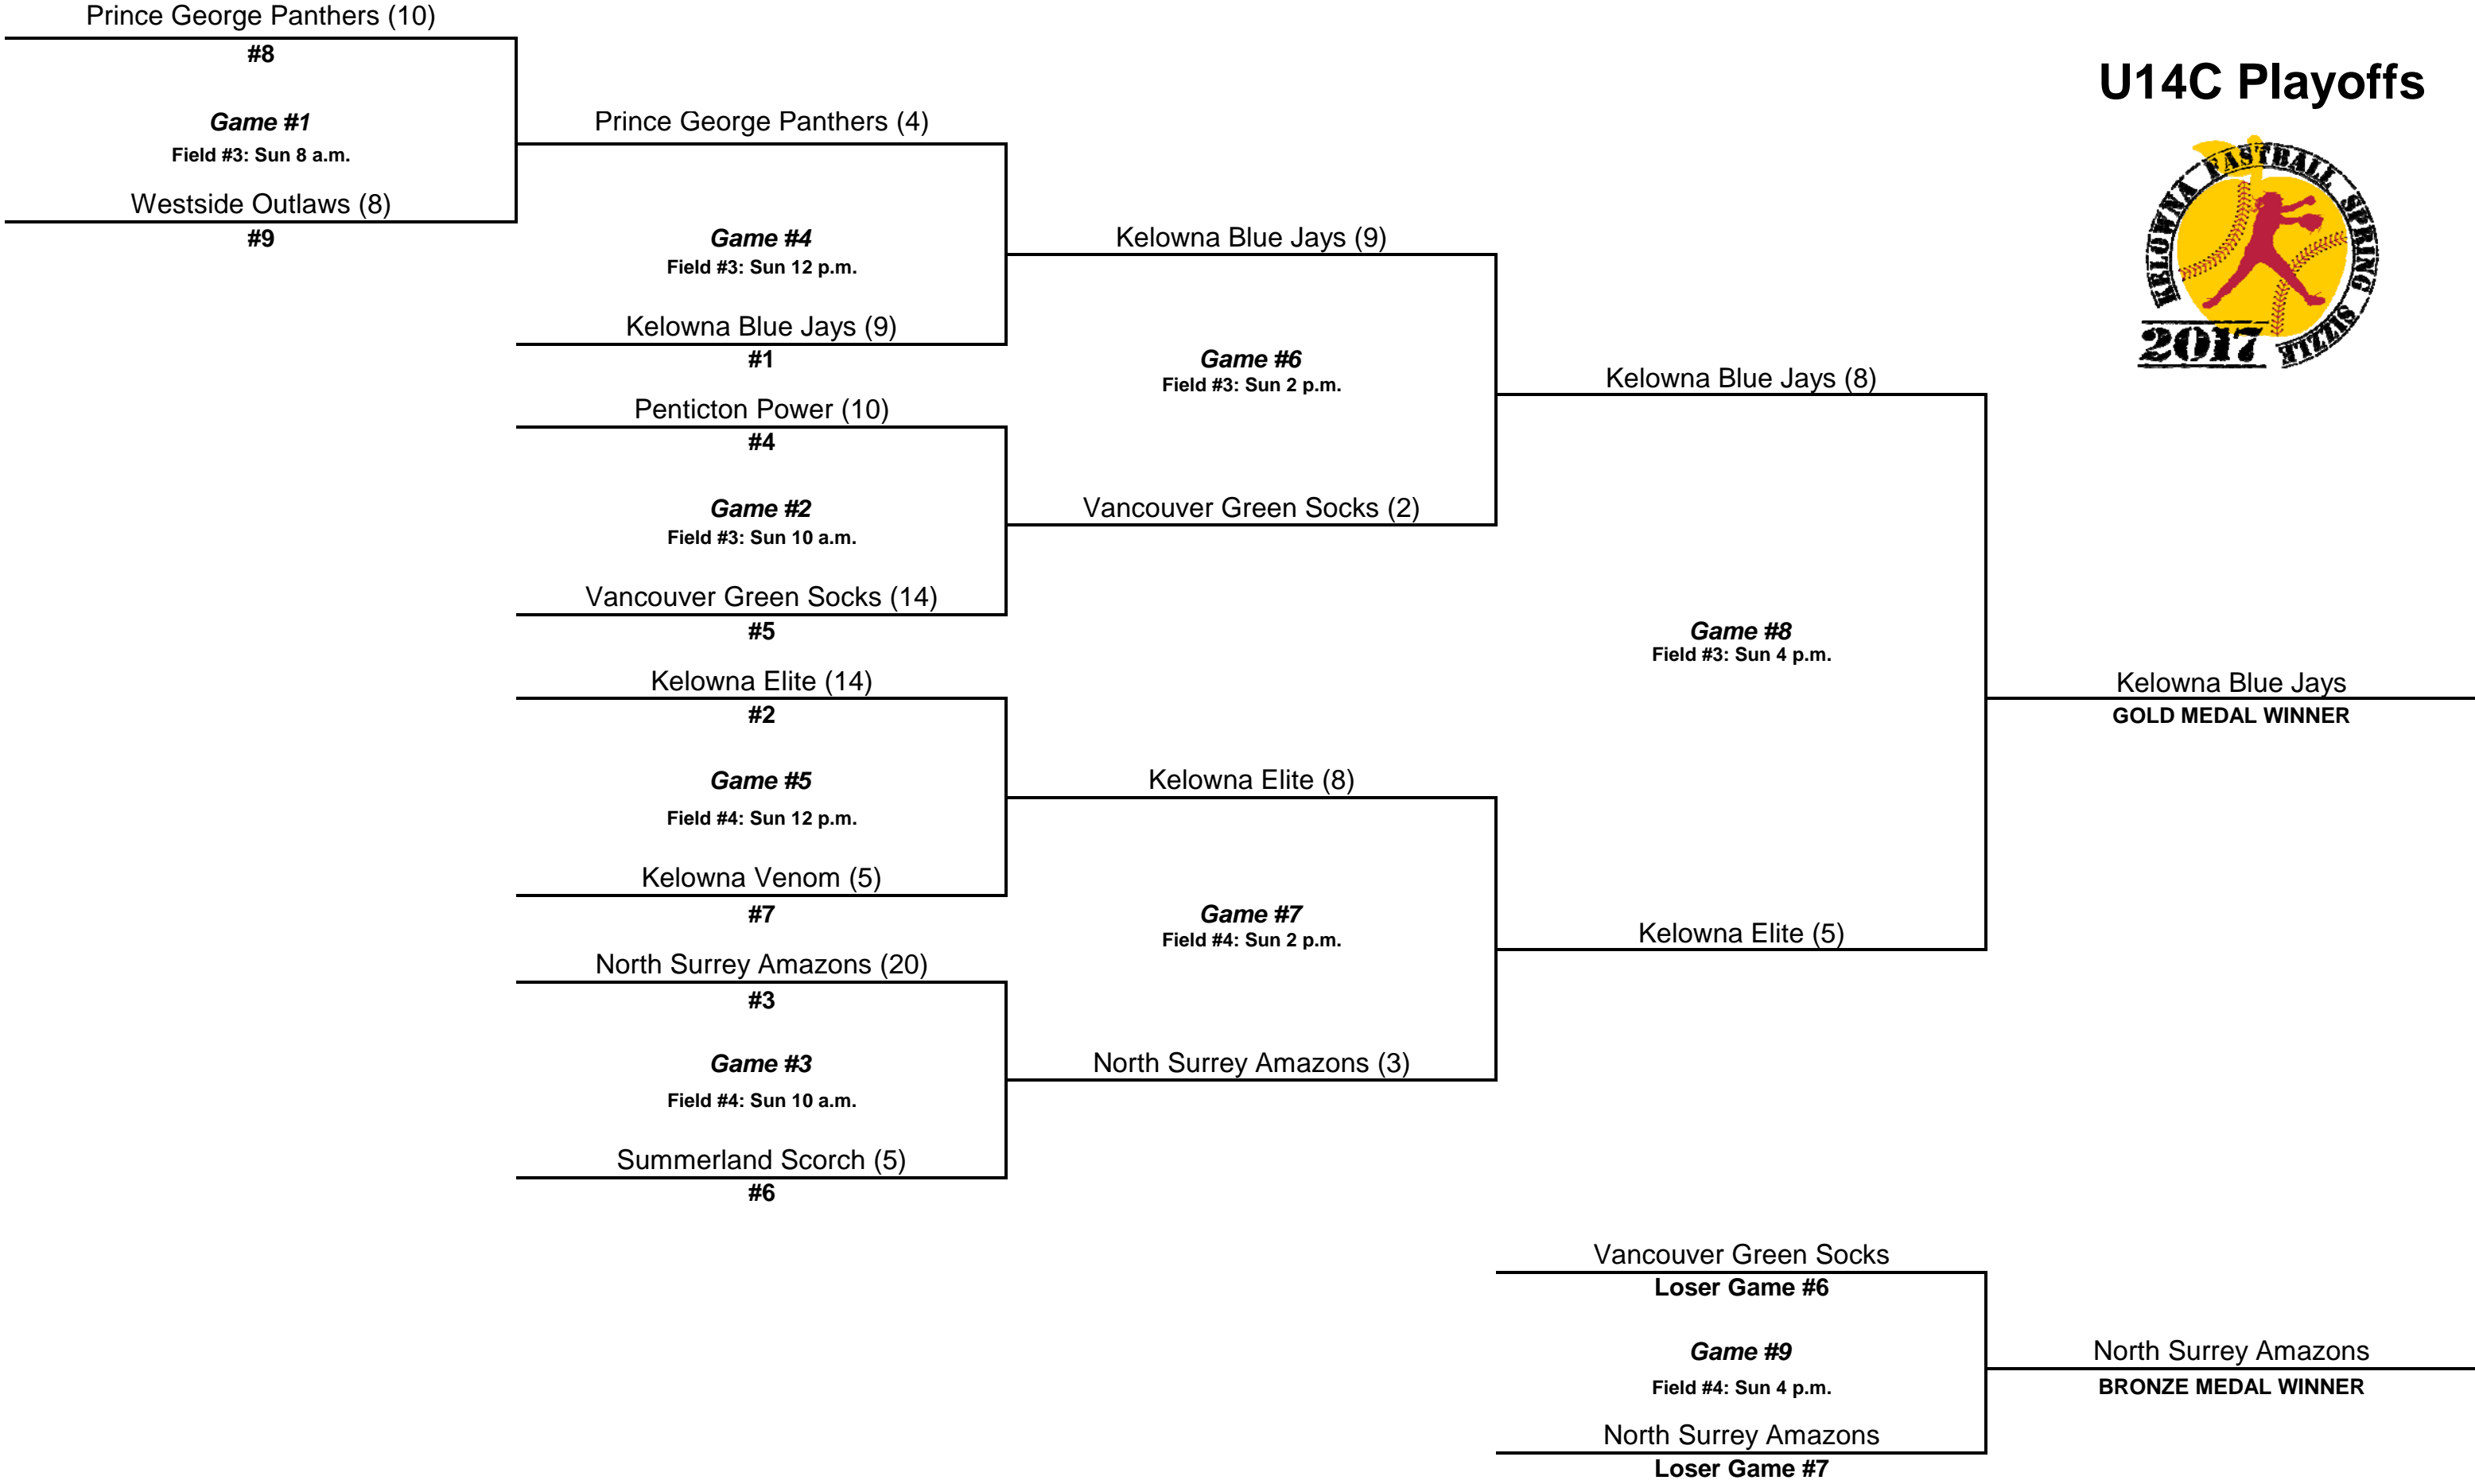 Prince George Panthers (10)
#8
Game #1
Field #3: Sun 8 a.m.
Westside Outlaws (8)
#9
Prince George Panthers (4)
Game #4
Field #3: Sun 12 p.m.
Kelowna Blue Jays (9)
#1
Penticton Power (10)
#4
Game #2
Field #3: Sun 10 a.m.
Vancouver Green Socks (14)
#5
Kelowna Elite (14)
#2
Game #5
Field #4: Sun 12 p.m.
Kelowna Venom (5)
#7
North Surrey Amazons (20)
#3
Game #3
Field #4: Sun 10 a.m.
Summerland Scorch (5)
#6
Kelowna Blue Jays (9)
Game #6
Field #3: Sun 2 p.m.
Vancouver Green Socks (2)
Kelowna Elite (8)
Game #7
Field #4: Sun 2 p.m.
North Surrey Amazons (3)
Kelowna Blue Jays (8)
Game #8
Field #3: Sun 4 p.m.
Kelowna Elite (5)
Vancouver Green Socks
Loser Game #6
Game #9
Field #4: Sun 4 p.m.
North Surrey Amazons
Loser Game #7
U14C Playoffs
KELOWNA FASTBALL SPRING SIZZLE
2017
Kelowna Blue Jays
GOLD MEDAL WINNER
North Surrey Amazons
BRONZE MEDAL WINNER